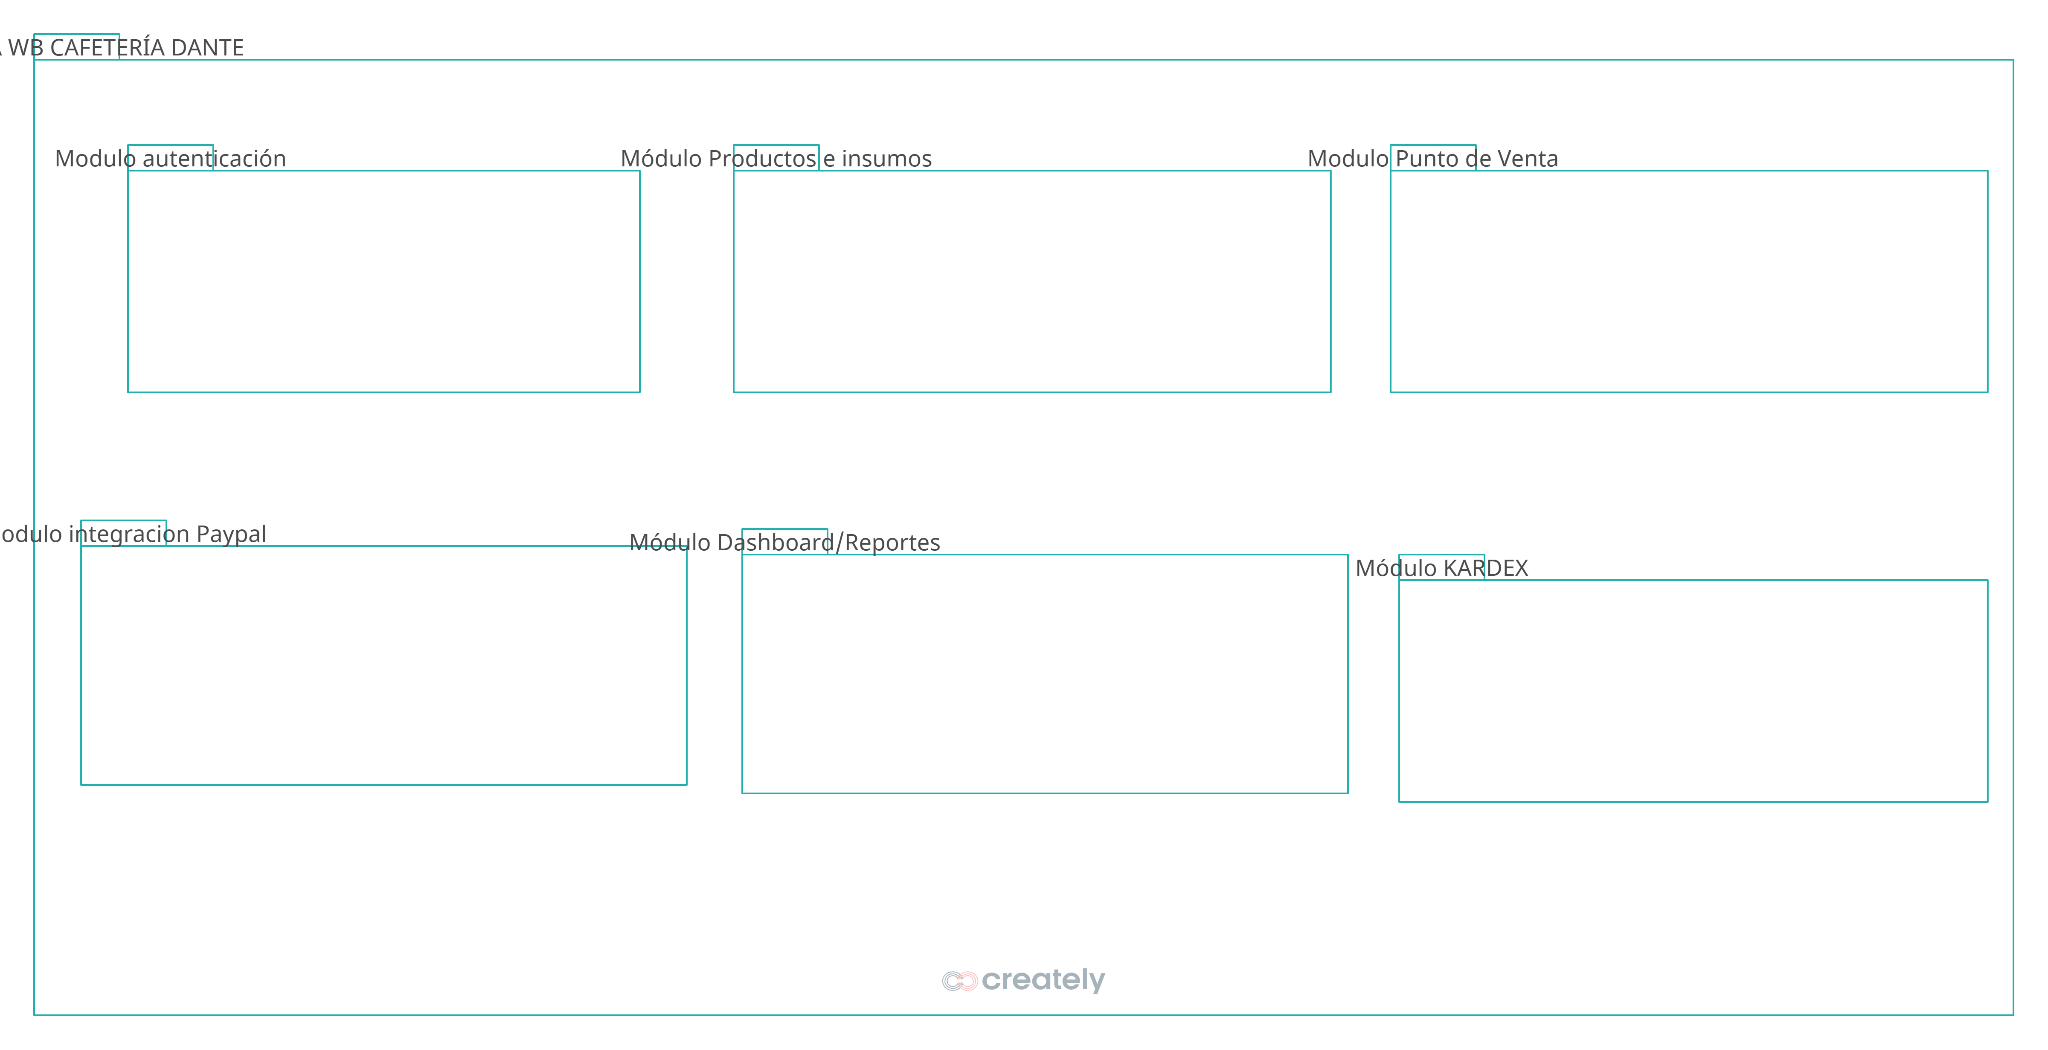 WB CAFETERÍA DANTE
Modulo autenticación
Módulo Productos e insumos
Modulo Punto de Venta
integracion Paypal
Módulo Dashboard/Reportes
Módulo KARDEX
creately